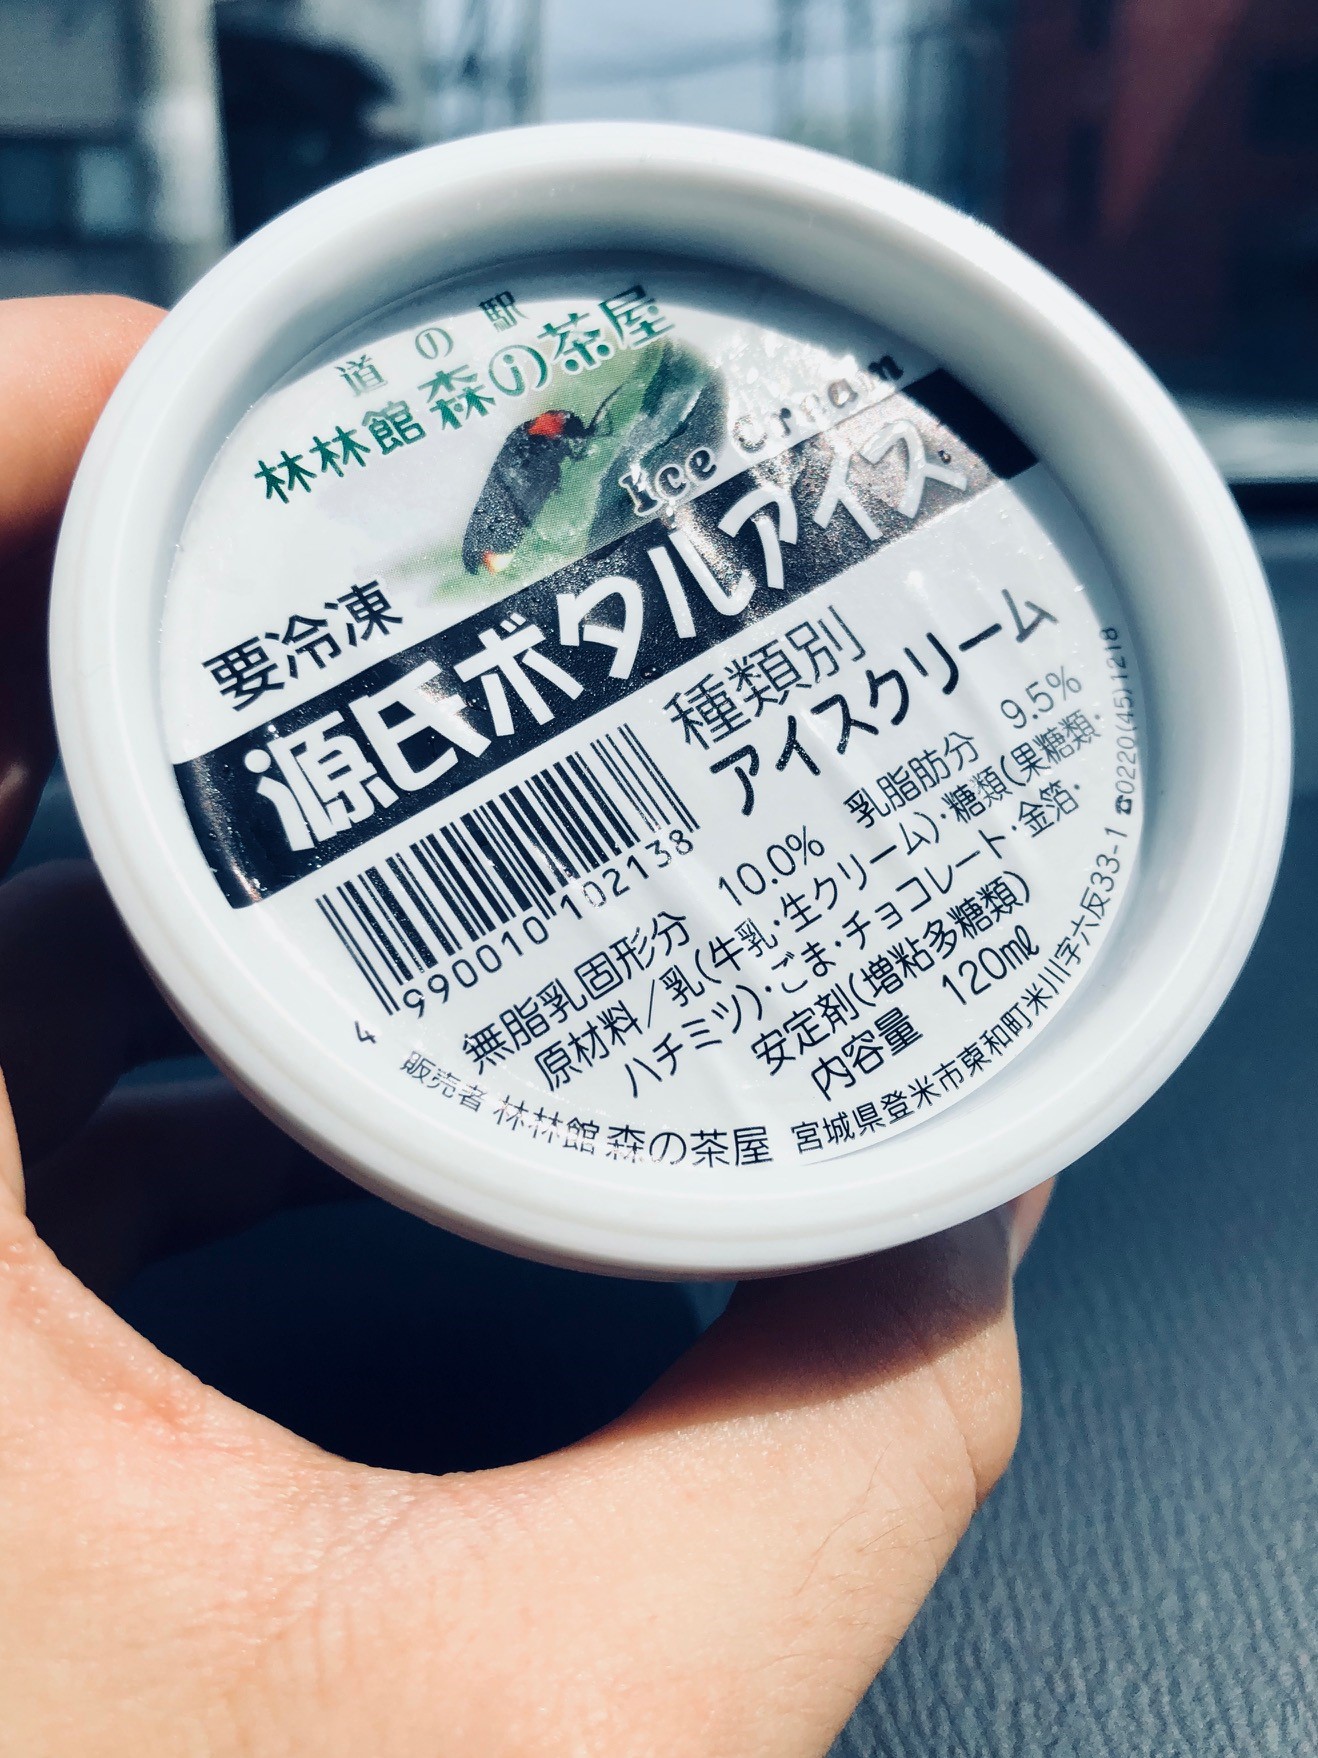 道の駅
林林館 森の茶屋
Ice Cream
要冷凍
源氏ボタルアイス
種類別
アイスクリーム
4 990010 102138
無脂乳固形分 10.0% 乳脂肪分 9.5%
原材料/乳(牛乳・生クリーム)・糖類(果糖類・
ハチミツ)・ごま・チョコレート・金箔・
安定剤(増粘多糖類)
内容量 120ml
販売者 林林館 森の茶屋 宮城県登米市東和町米川字六反33-1 ☎0220(45)1218